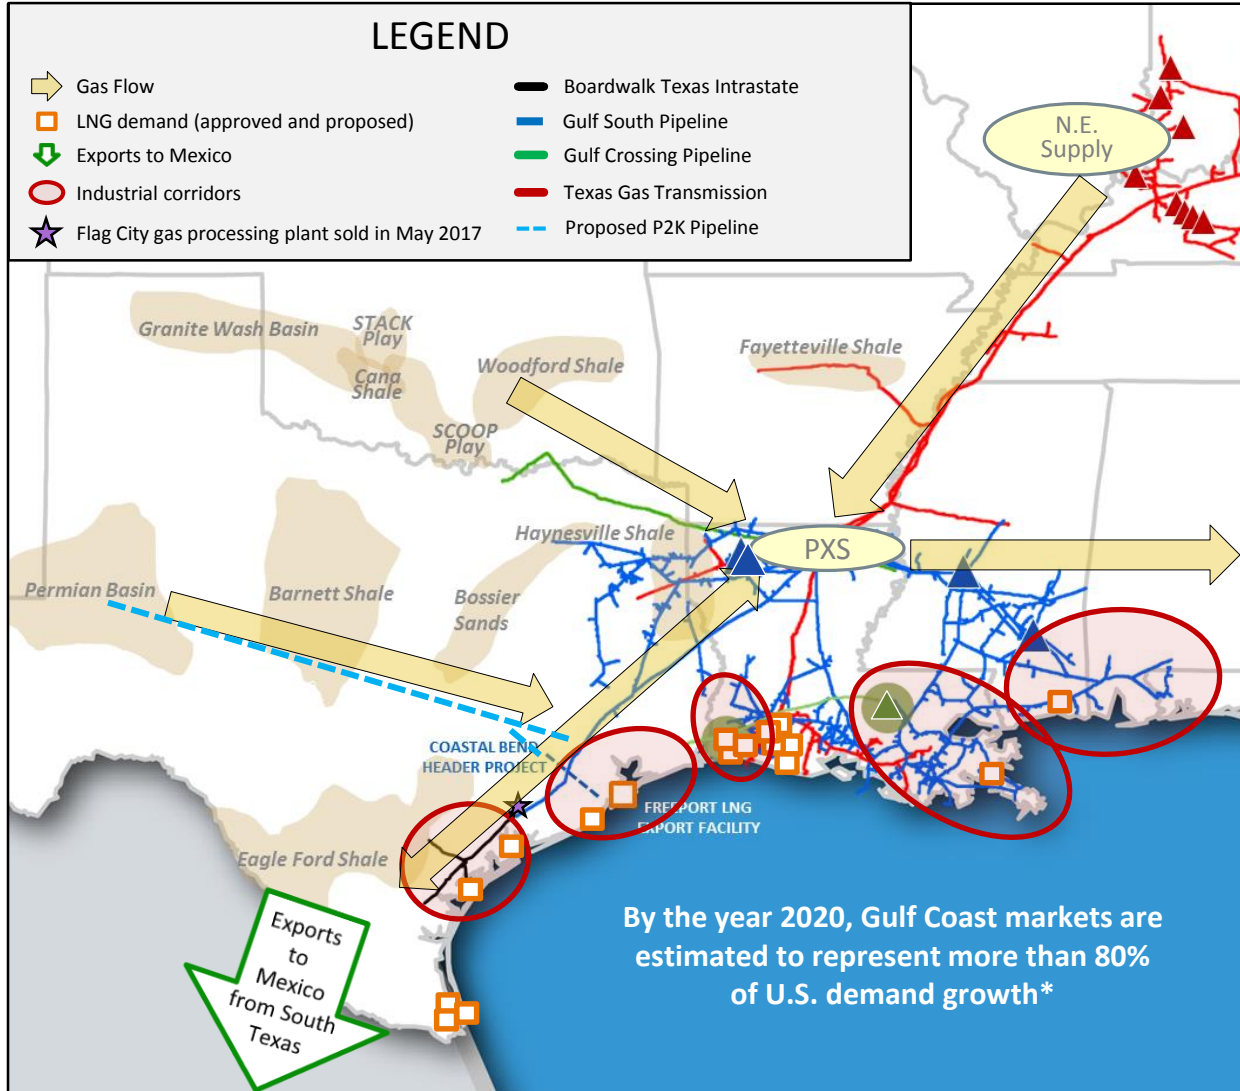 LEGEND
Gas Flow
LNG demand (approved and proposed)
Exports to Mexico
Industrial corridors
Flag City gas processing plant sold in May 2017
Boardwalk Texas Intrastate
Gulf South Pipeline
Gulf Crossing Pipeline
Texas Gas Transmission
Proposed P2K Pipeline
N.E.
Supply
Granite Wash Basin
STACK
Play
Cana
Shale
Woodford Shale
SCOOP
Play
Fayetteville Shale
Haynesville Shale
PXS
Permian Basin
Barnett Shale
Bossier
Sands
COASTAL BEND
HEADER PROJECT
FREEPORT LNG
EXPORT FACILITY
Eagle Ford Shale
Exports
to
Mexico
from South
Texas
By the year 2020, Gulf Coast markets are
estimated to represent more than 80%
of U.S. demand growth*